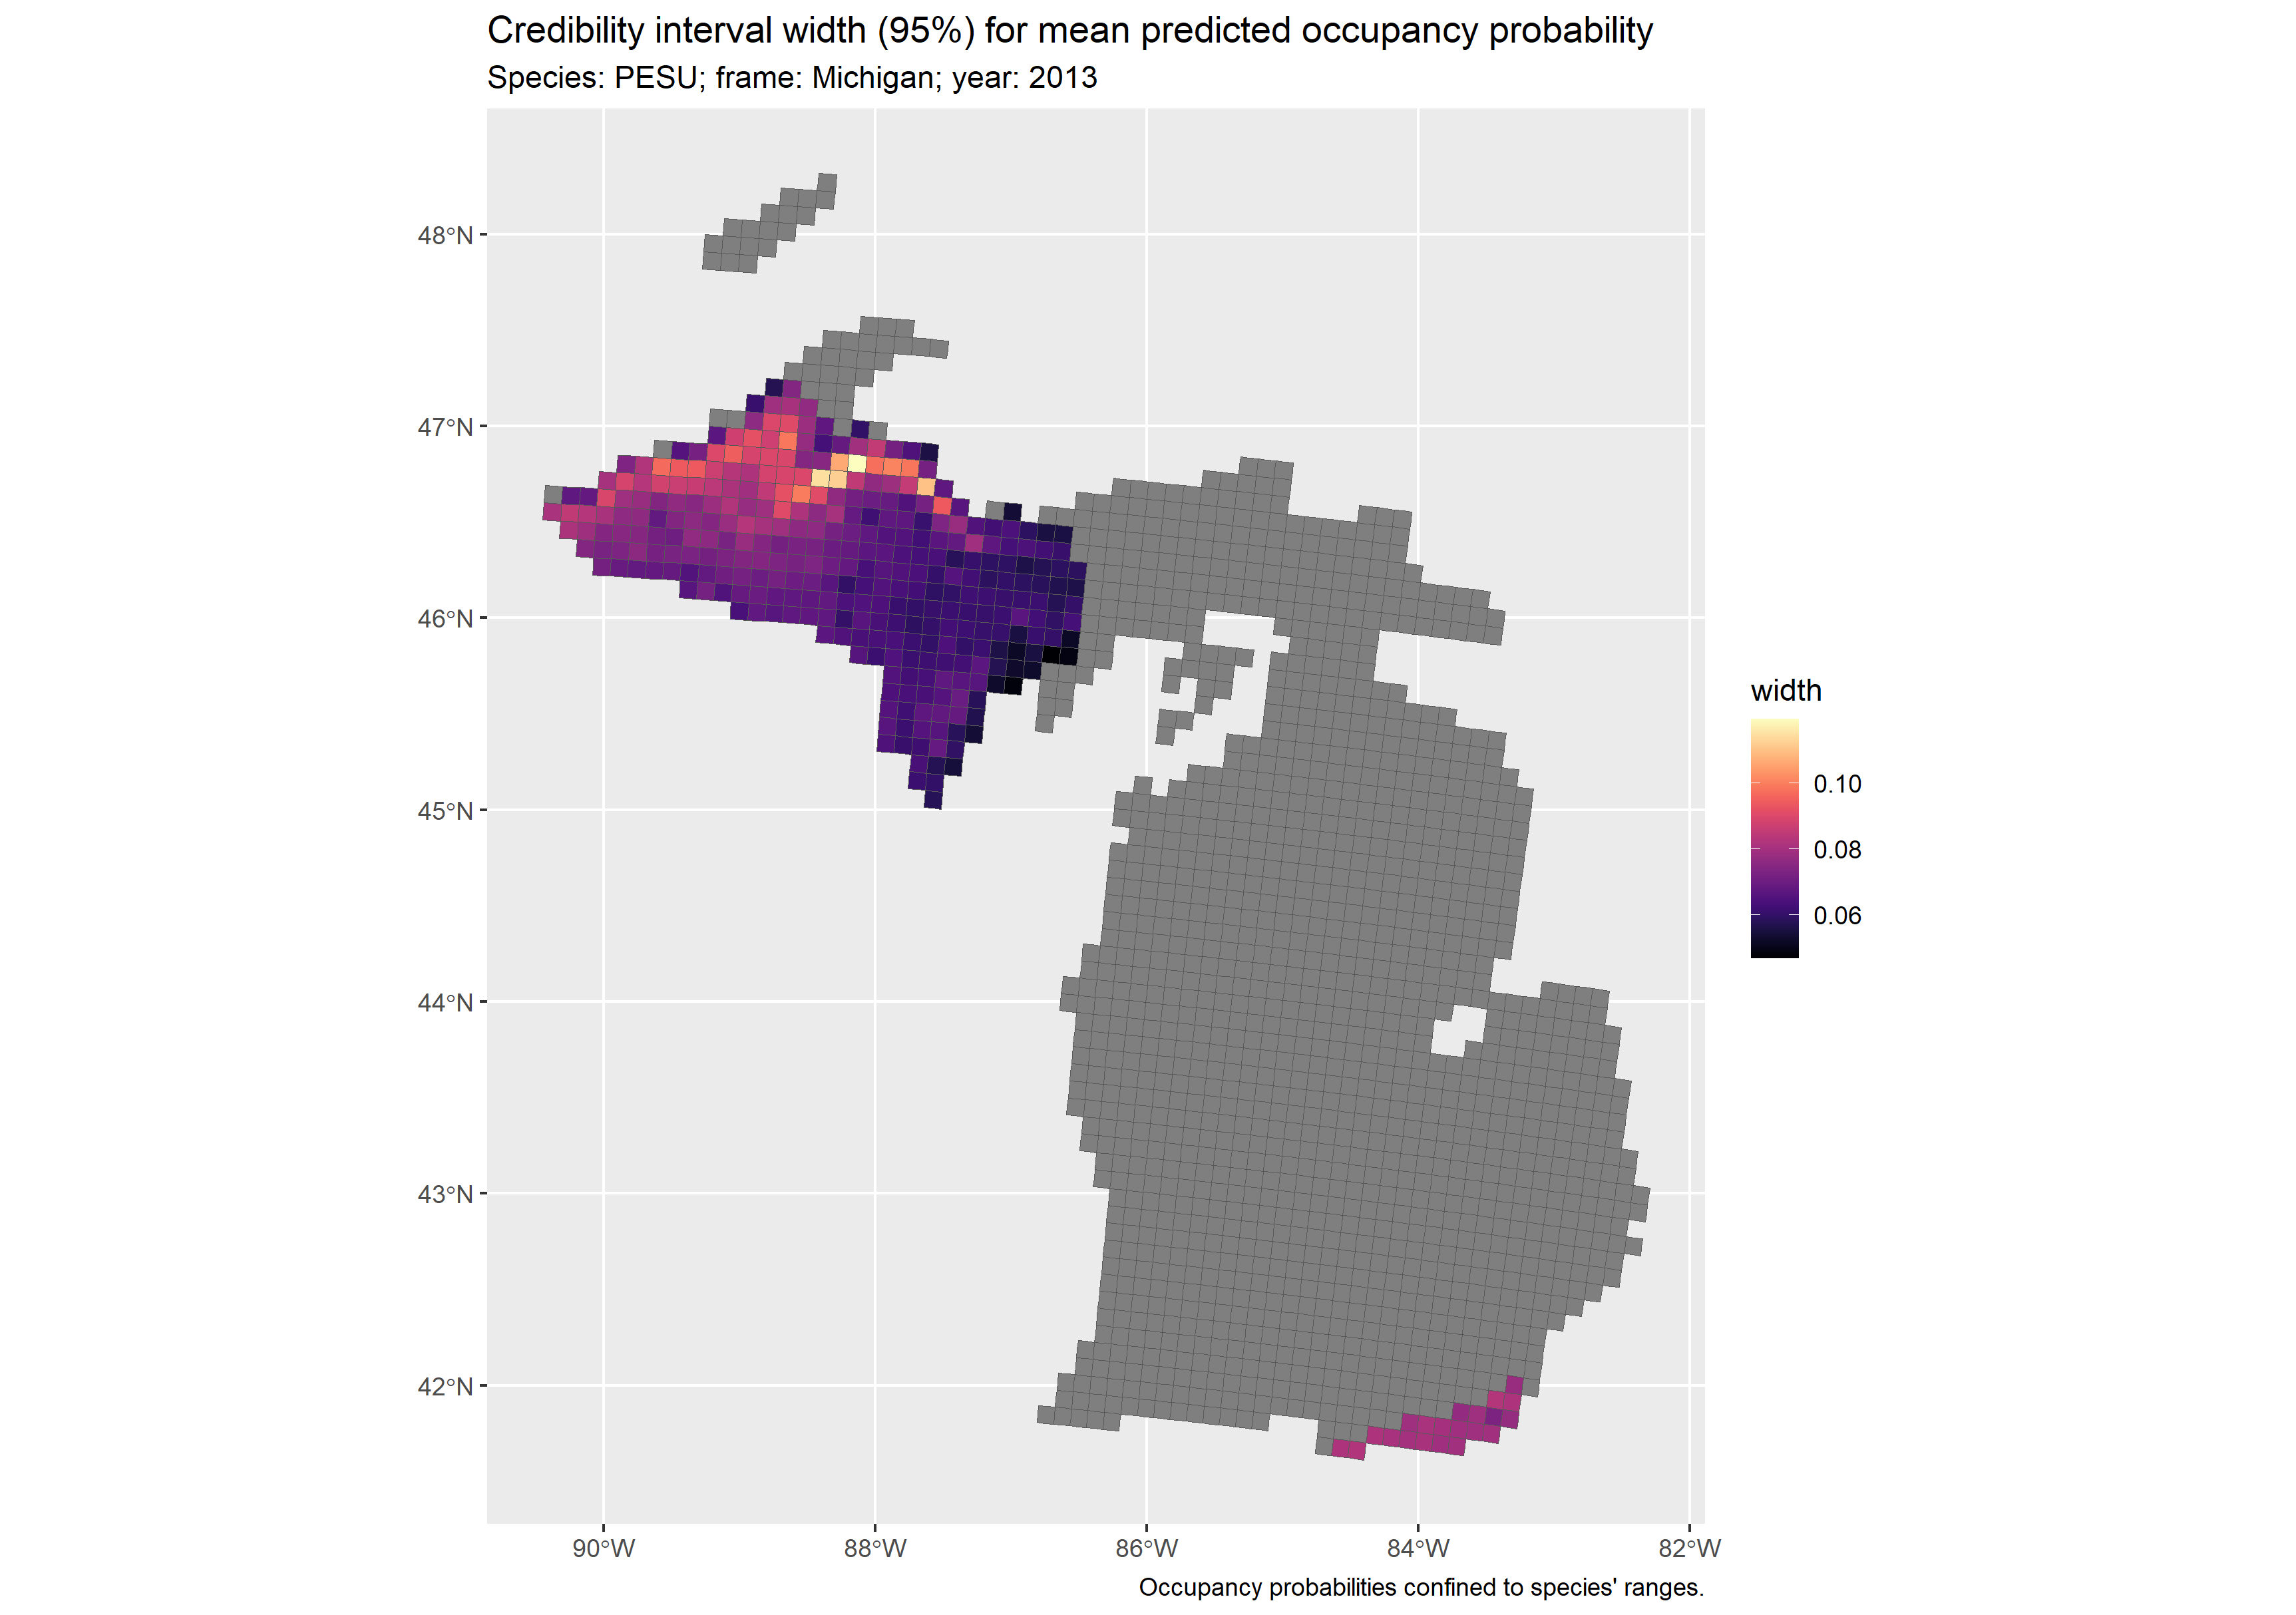 Credibility interval width (95%) for mean predicted occupancy probability
Species: PESU; frame: Michigan; year: 2013
48°N
47°N
46°N
45°N
44°N
43°N
42°N
90°W
88°W
86°W
84°W
82°W
width
0.10
0.08
0.06
Occupancy probabilities confined to species' ranges.